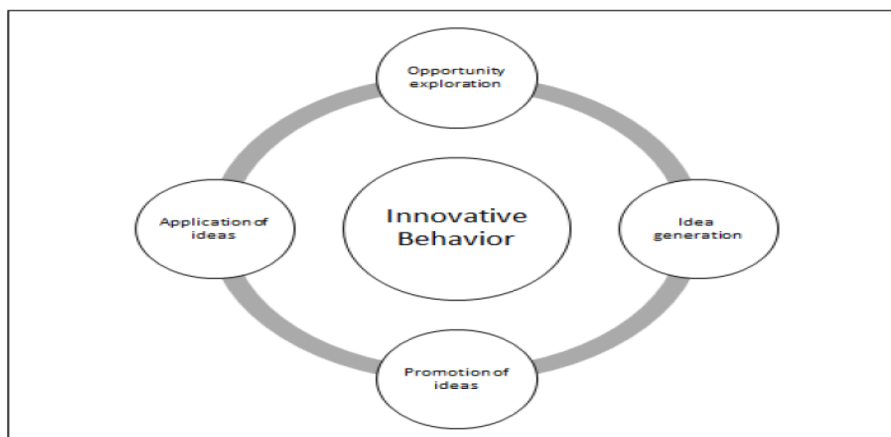 Opportunity
exploration
Application of
ideas
Innovative
Behavior
Idea
generation
Promotion of
ideas